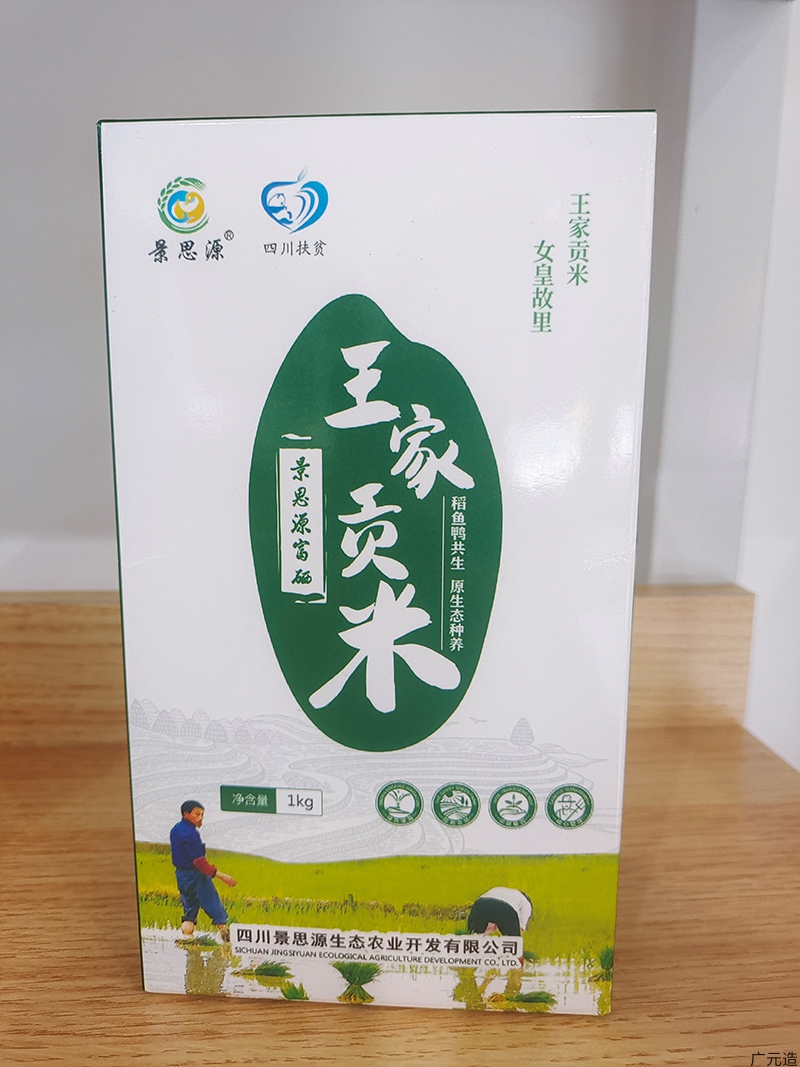 景思源®
四川扶贫
王家贡米
女皇故里
王家贡米
景思源富硒
稻鱼鸭共生 原生态种养
净含量 1kg
四川景思源生态农业开发有限公司
SICHUAN JINGSIYUAN ECOLOGICAL AGRICULTURE DEVELOPMENT CO., LTD.
广元造